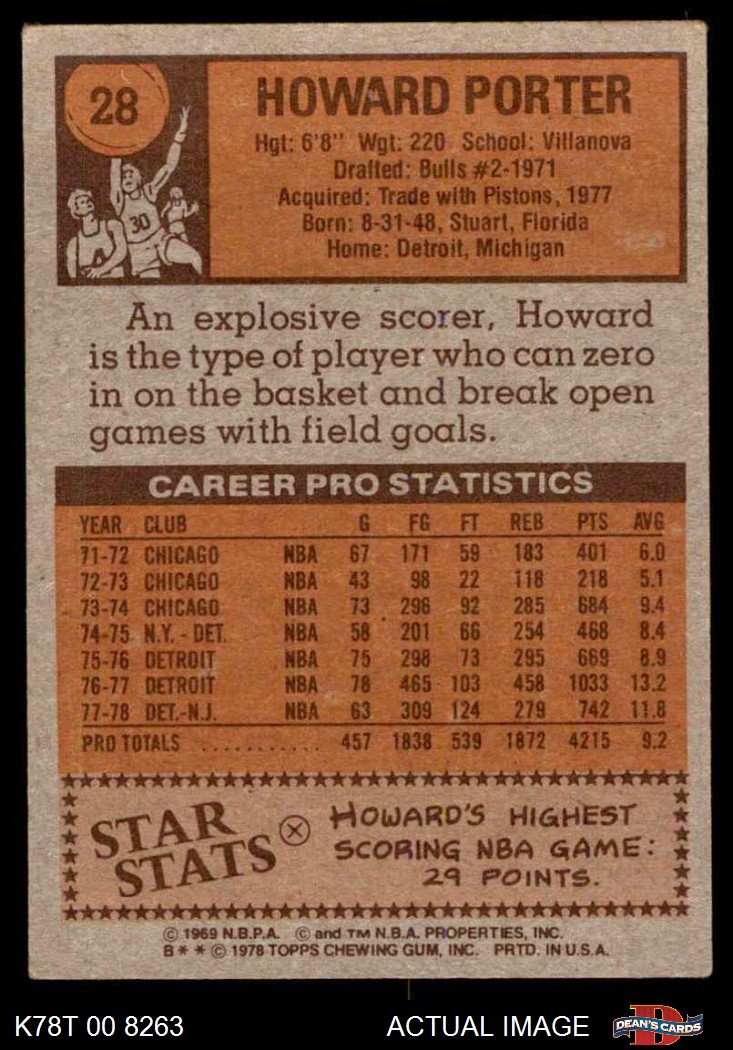 28
HOWARD PORTER
Hgt: 6'8" Wgt: 220 School: Villanova
Drafted: Bulls #2-1971
Acquired: Trade with Pistons, 1977
Born: 8-31-48, Stuart, Florida
Home: Detroit, Michigan
30
An explosive scorer, Howard
is the type of player who can zero
in on the basket and break open
games with field goals.
CAREER PRO STATISTICS
YEAR CLUB G FG FT REB PTS AVG
71-72 CHICAGO NBA 67 171 59 183 401 6.0
72-73 CHICAGO NBA 43 98 22 118 218 5.1
73-74 CHICAGO NBA 73 296 92 285 684 9.4
74-75 N.Y. - DET. NBA 58 201 66 254 468 8.4
75-76 DETROIT NBA 75 298 73 295 669 8.9
76-77 DETROIT NBA 78 465 103 458 1033 13.2
77-78 DET.-N.J. NBA 63 309 124 279 742 11.8
PRO TOTALS ........... 457 1838 539 1872 4215 9.2
STAR
STATS
HOWARD'S HIGHEST
SCORING NBA GAME:
29 POINTS.
© 1969 N.B.P.A. © and TM N.B.A. PROPERTIES, INC.
B * * © 1978 TOPPS CHEWING GUM, INC. PRTD. IN U.S.A.
K78T 00 8263 ACTUAL IMAGE DEAN'S CARDS